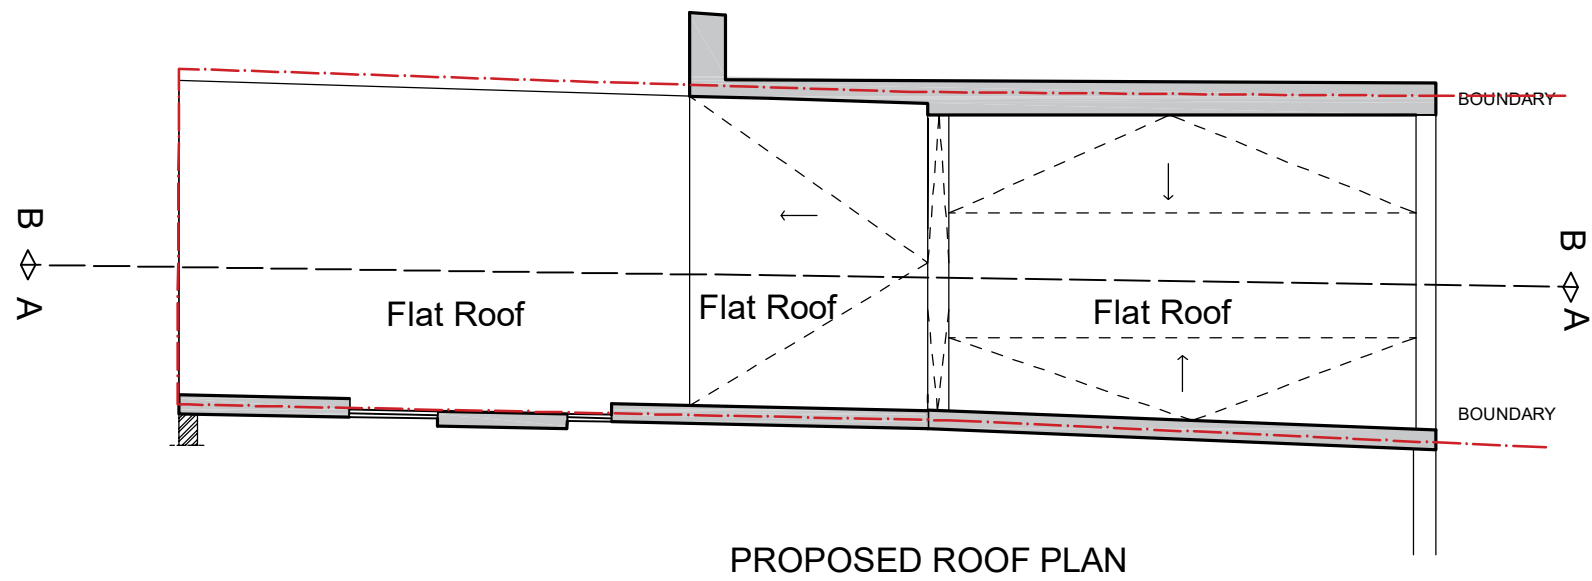 BOUNDARY
B
A
B
A
Flat Roof
Flat Roof
Flat Roof
BOUNDARY
PROPOSED ROOF PLAN